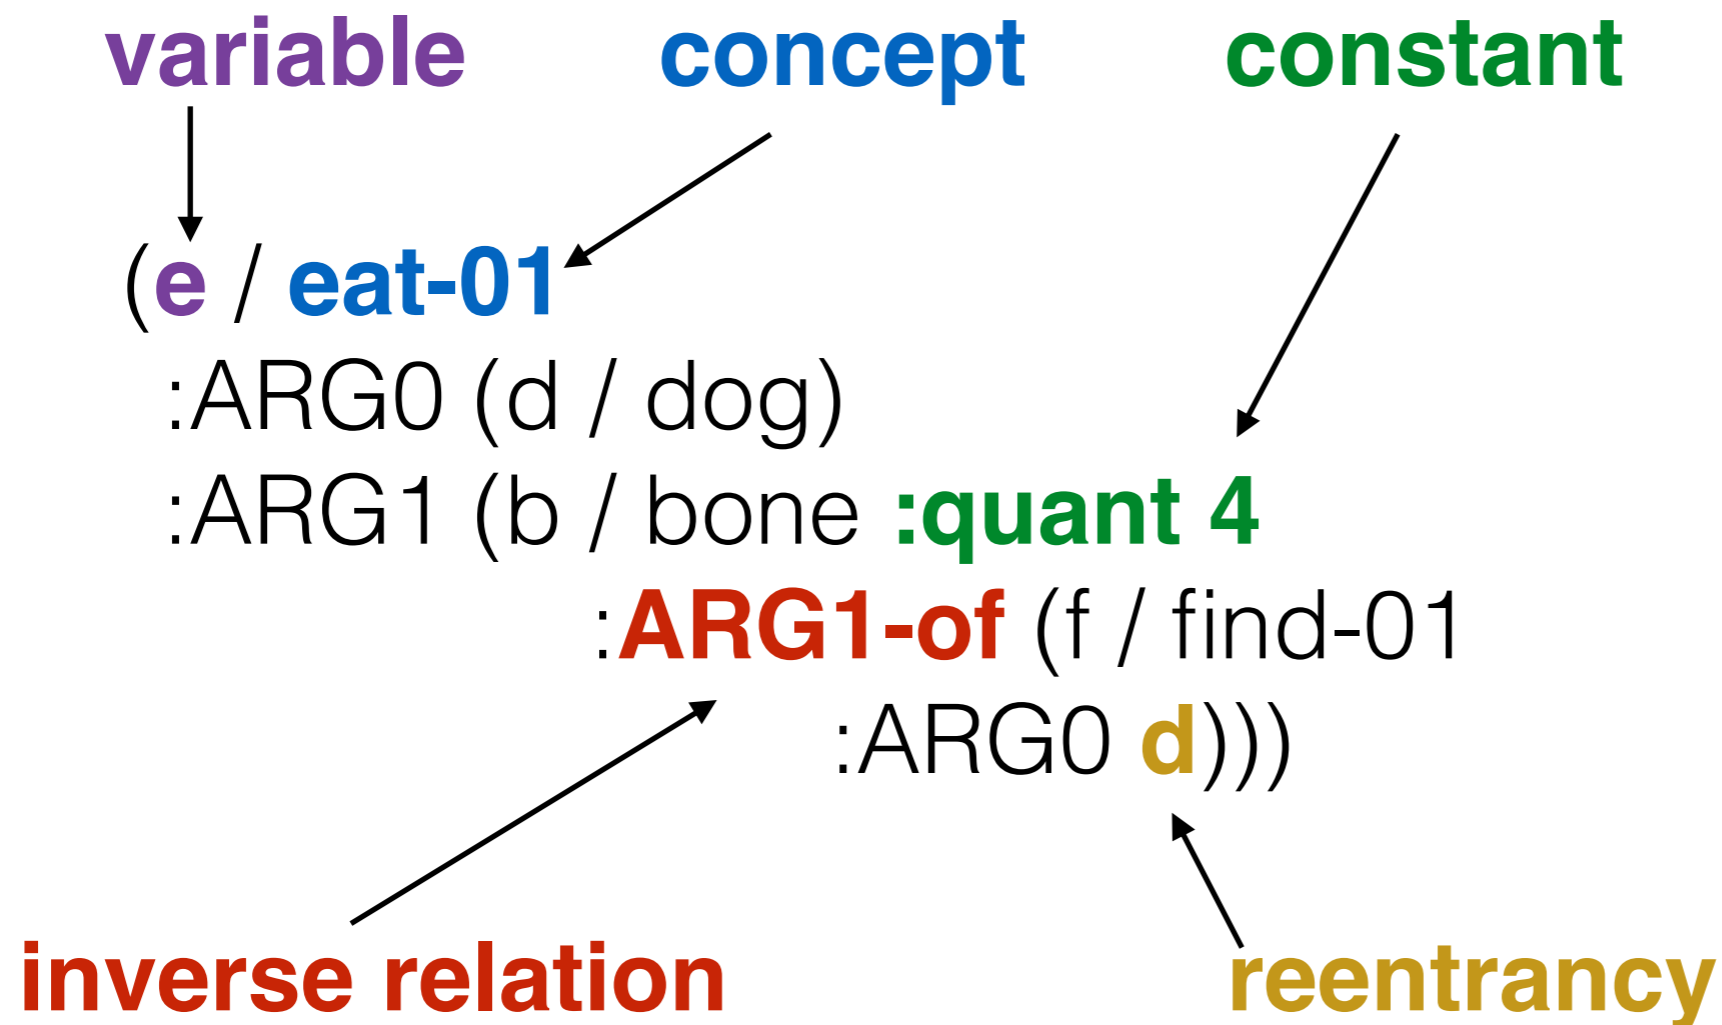 variable concept constant
(e / eat-01
:ARG0 (d / dog)
:ARG1 (b / bone :quant 4
:ARG1-of (f / find-01
:ARG0 d)))
inverse relation reentrancy